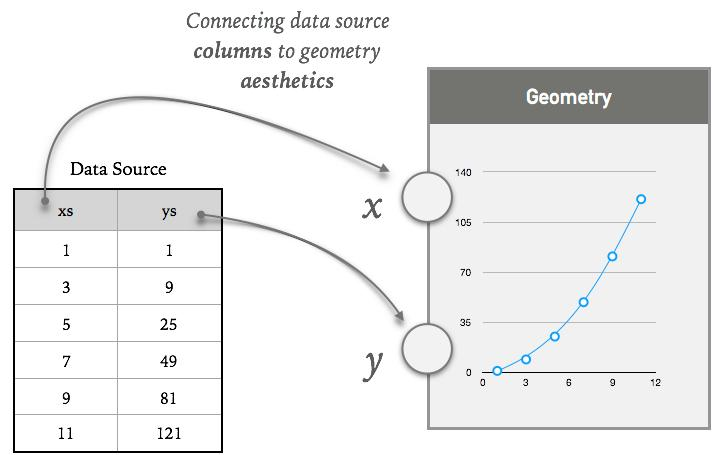 Connecting data source
columns to geometry
aesthetics
Geometry
Data Source
xs ys
1 1
3 9
5 25
7 49
9 81
11 121
x
y
140
105
70
35
0
0 3 6 9 12